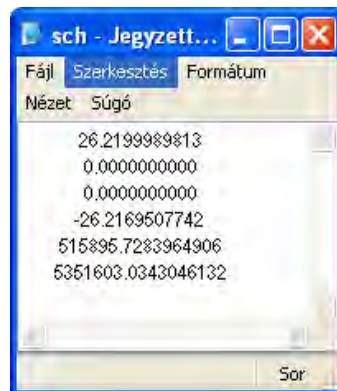 sch - Jegyzett...
Fájl Szerkesztés Formátum
Nézet Súgó
26.2199989813
0.0000000000
0.0000000000
-26.2169507742
515895.7283964906
5351603.0343046132
Sor